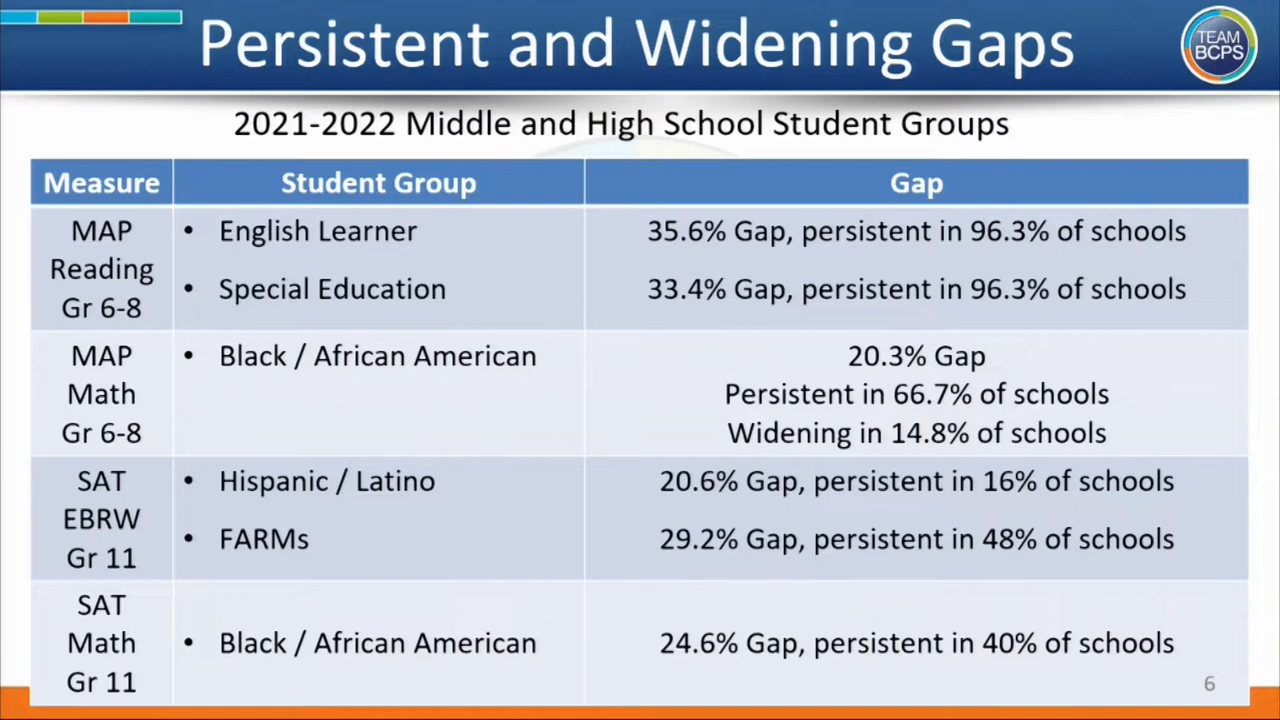 Persistent and Widening Gaps
TEAM
BCPS
2021-2022 Middle and High School Student Groups
Measure Student Group Gap
MAP
Reading
Gr 6-8
• English Learner 35.6% Gap, persistent in 96.3% of schools
• Special Education 33.4% Gap, persistent in 96.3% of schools
MAP
Math
Gr 6-8
• Black / African American
20.3% Gap
Persistent in 66.7% of schools
Widening in 14.8% of schools
SAT
EBRW
Gr 11
• Hispanic / Latino 20.6% Gap, persistent in 16% of schools
• FARMs 29.2% Gap, persistent in 48% of schools
SAT
Math
Gr 11
• Black / African American 24.6% Gap, persistent in 40% of schools
6